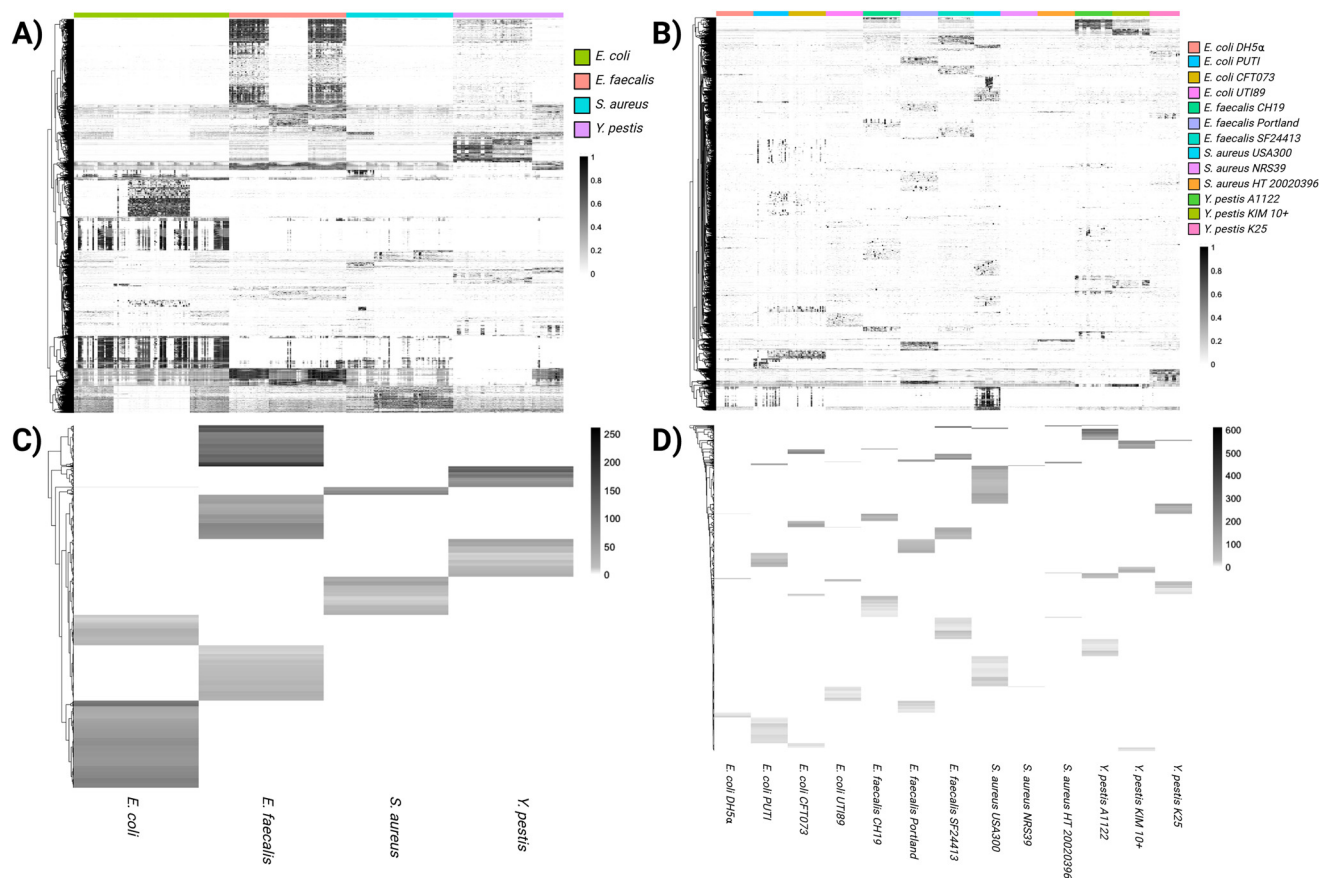 A)
E. coli
E. faecalis
S. aureus
Y. pestis
1
0.8
0.6
0.4
0.2
0
B)
E. coli DH5α
E. coli PUTI
E. coli CFT073
E. coli UTI89
E. faecalis CH19
E. faecalis Portland
E. faecalis SF24413
S. aureus USA300
S. aureus NRS39
S. aureus HT 20020396
Y. pestis A1122
Y. pestis KIM 10+
Y. pestis K25
1
0.8
0.6
0.4
0.2
0
C)
250
200
150
100
50
0
E. coli
E. faecalis
S. aureus
Y. pestis
D)
600
500
400
300
200
100
0
E. coli DH5α
E. coli PUTI
E. coli CFT073
E. coli UTI89
E. faecalis CH19
E. faecalis Portland
E. faecalis SF24413
S. aureus USA300
S. aureus NRS39
S. aureus HT 20020396
Y. pestis A1122
Y. pestis KIM 10+
Y. pestis K25